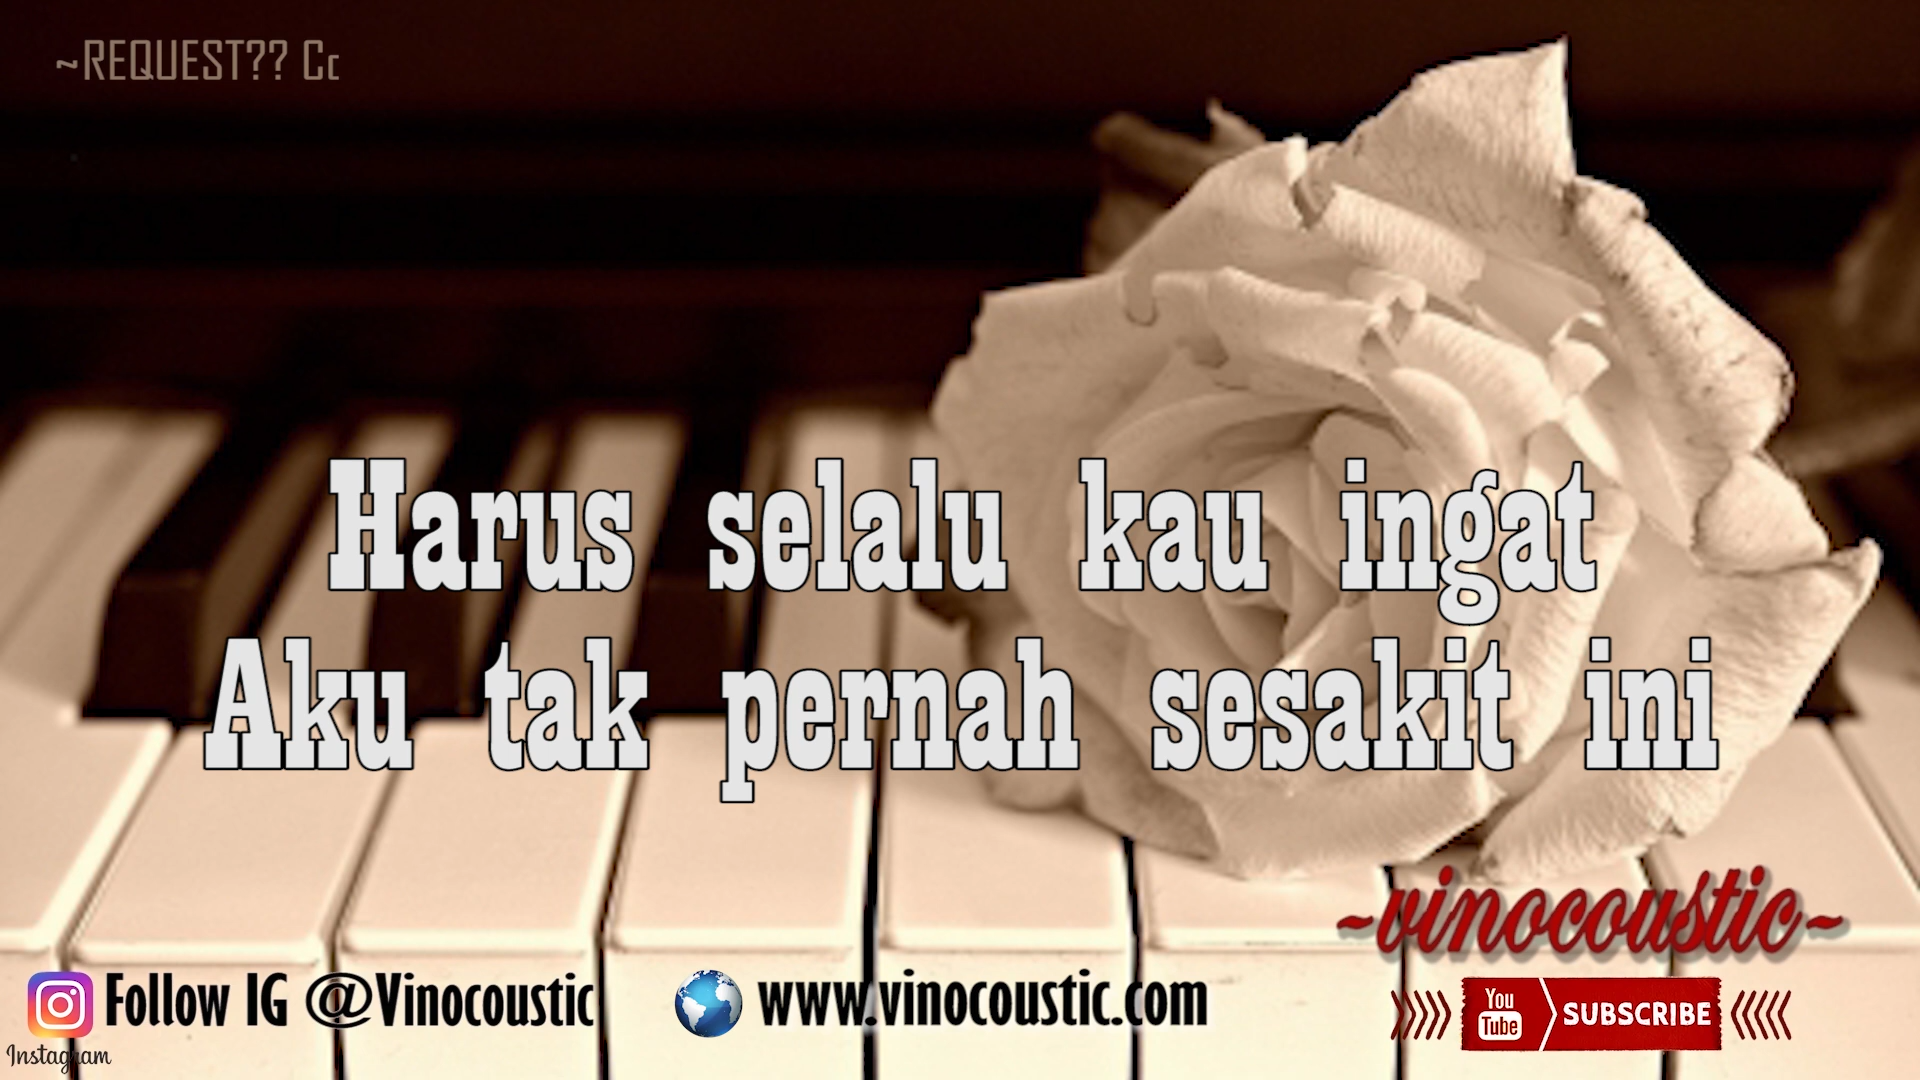 ~REQUEST?? Cc
Harus selalu kau ingat
Aku tak pernah sesakit ini
~vinocoustic~
Follow IG @Vinocoustic
www.vinocoustic.com
You Tube SUBSCRIBE
Instagram